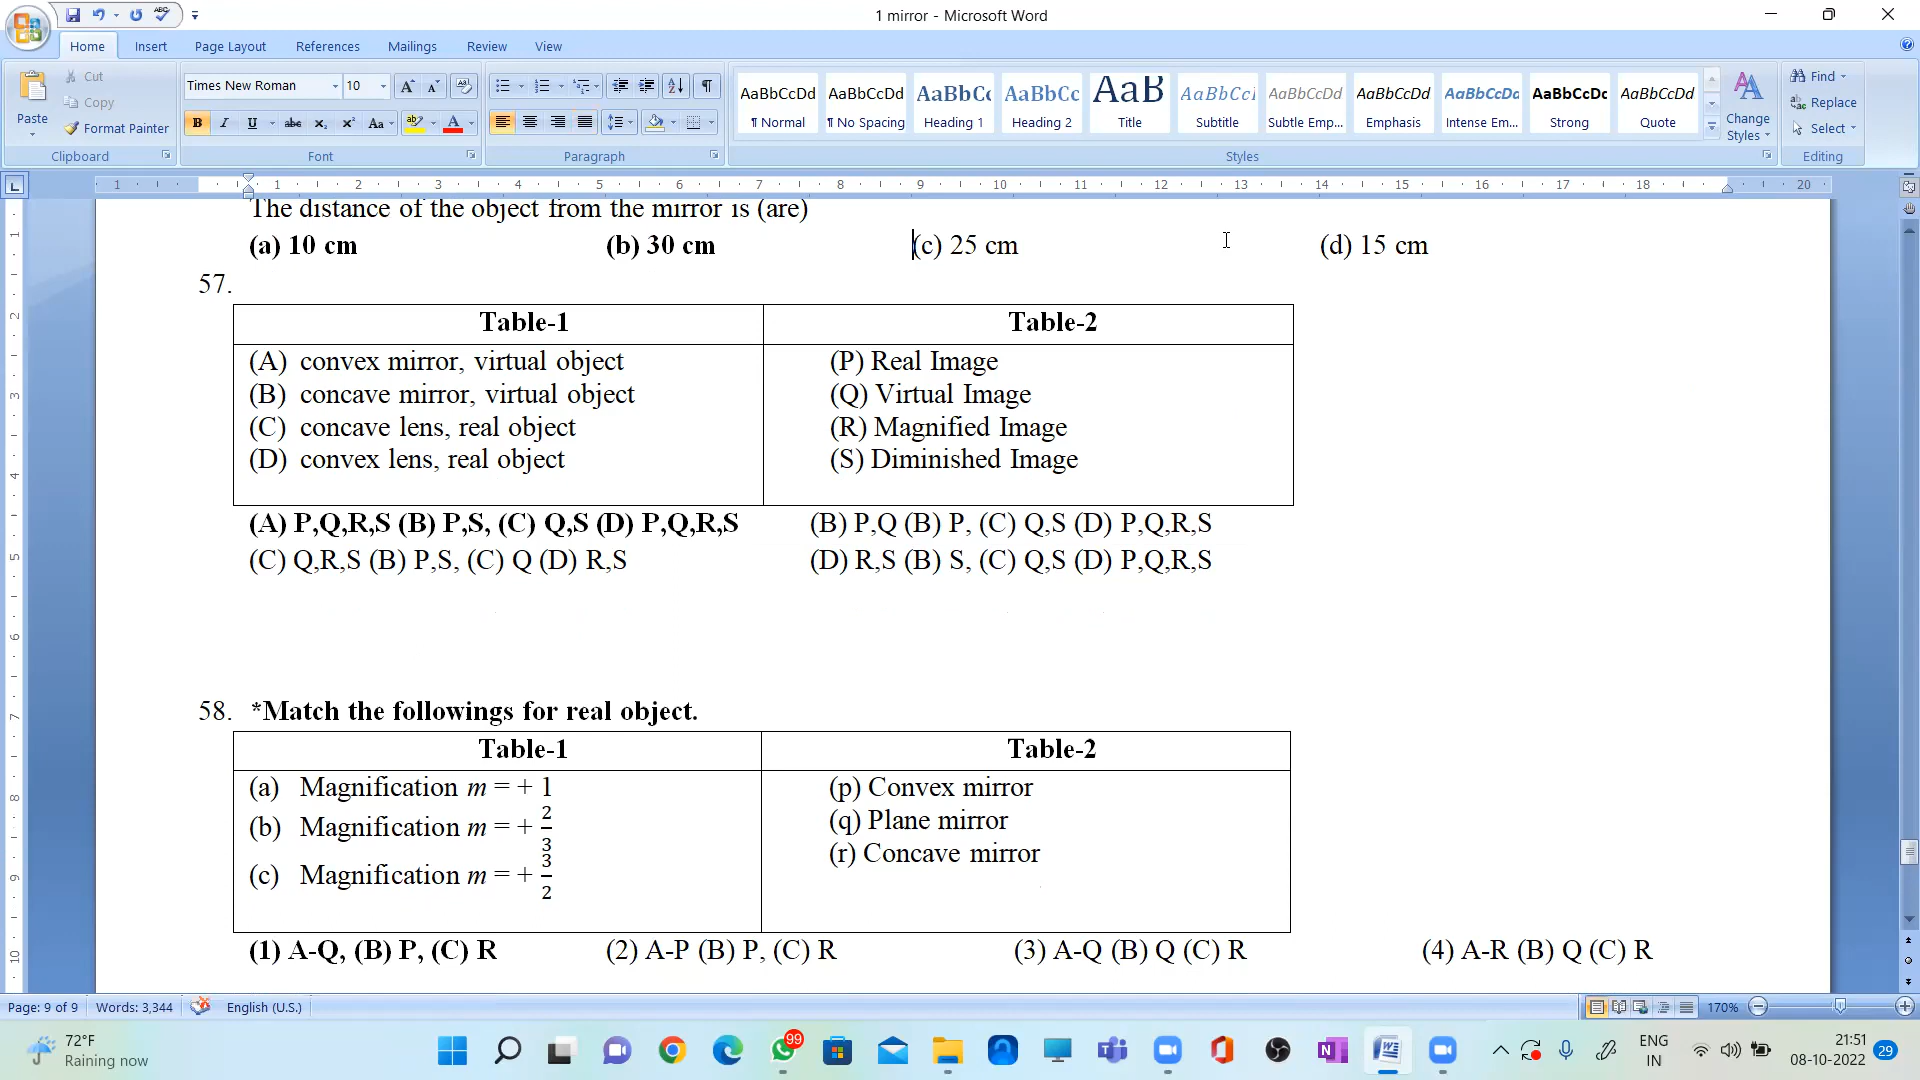 1 mirror - Microsoft Word
Home Insert Page Layout References Mailings Review View
Paste
Cut
Copy
Format Painter
Clipboard
Times New Roman 10
Font
Paragraph
AaBbCcDd AaBbCcDd AaBbCc AaBbCc AaB AaBbCcI AaBbCcDd AaBbCcDd AaBbCcDd AaBbCcDc AaBbCcDd
¶ Normal ¶ No Spacing Heading 1 Heading 2 Title Subtitle Subtle Emp... Emphasis Intense Em... Strong Quote
Change Styles
Styles
Find
Replace
Select
Editing
The distance of the object from the mirror is (are)
(a) 10 cm (b) 30 cm (c) 25 cm (d) 15 cm
57.
Table-1 Table-2
(A) convex mirror, virtual object (P) Real Image
(B) concave mirror, virtual object (Q) Virtual Image
(C) concave lens, real object (R) Magnified Image
(D) convex lens, real object (S) Diminished Image
(A) P,Q,R,S (B) P,S, (C) Q,S (D) P,Q,R,S (B) P,Q (B) P, (C) Q,S (D) P,Q,R,S
(C) Q,R,S (B) P,S, (C) Q (D) R,S (D) R,S (B) S, (C) Q,S (D) P,Q,R,S
58. *Match the followings for real object.
Table-1 Table-2
(a) Magnification m = + 1 (p) Convex mirror
(b) Magnification m = + 2/3 (q) Plane mirror
(c) Magnification m = + 3/2 (r) Concave mirror
(1) A-Q, (B) P, (C) R (2) A-P (B) P, (C) R (3) A-Q (B) Q (C) R (4) A-R (B) Q (C) R
Page: 9 of 9 Words: 3,344 English (U.S.) 170%
72°F
Raining now
99
ENG
IN
21:51
08-10-2022
29